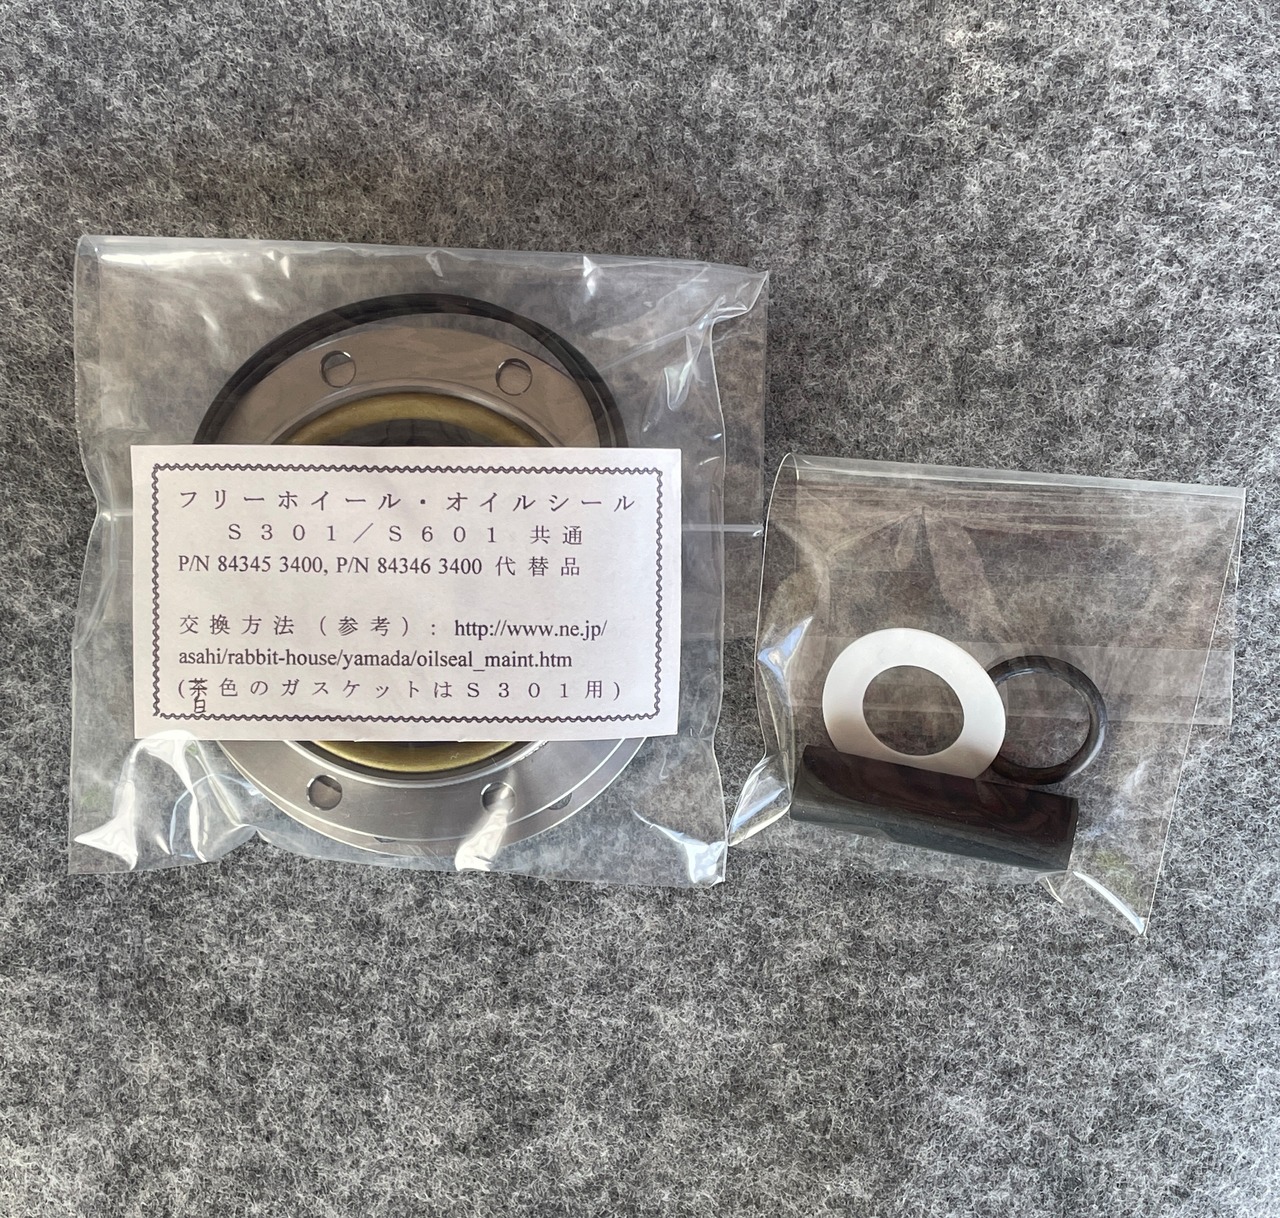 フリーホイール・オイルシール
S301／S601 共通
P/N 84345 3400, P/N 84346 3400 代替品
交換方法（参考）: http://www.ne.jp/
asahi/rabbit-house/yamada/oilseal_maint.htm
(茶色のガスケットはS301用)
白